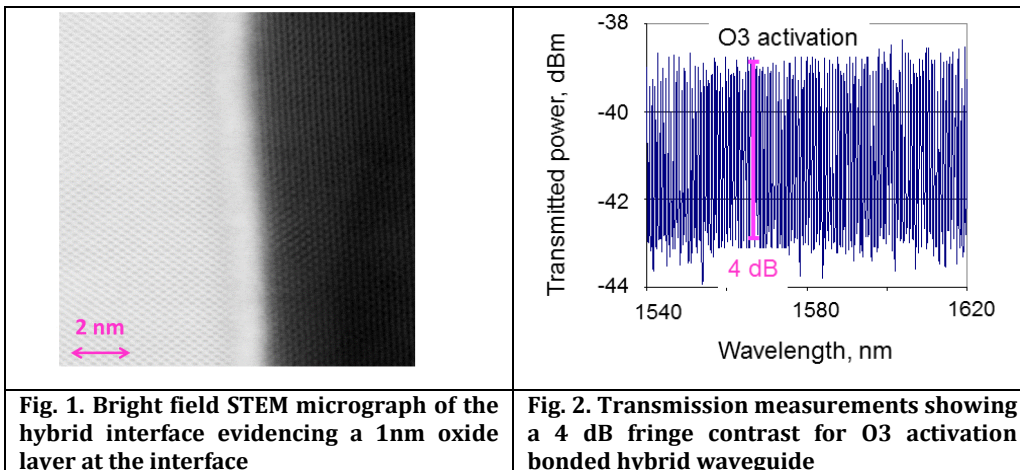 2 nm
Fig. 1. Bright field STEM micrograph of the
hybrid interface evidencing a 1nm oxide
layer at the interface
-38
O3 activation
-40
-42
-44
Transmitted power, dBm
4 dB
1540
1580
1620
Wavelength, nm
Fig. 2. Transmission measurements showing
a 4 dB fringe contrast for O3 activation
bonded hybrid waveguide